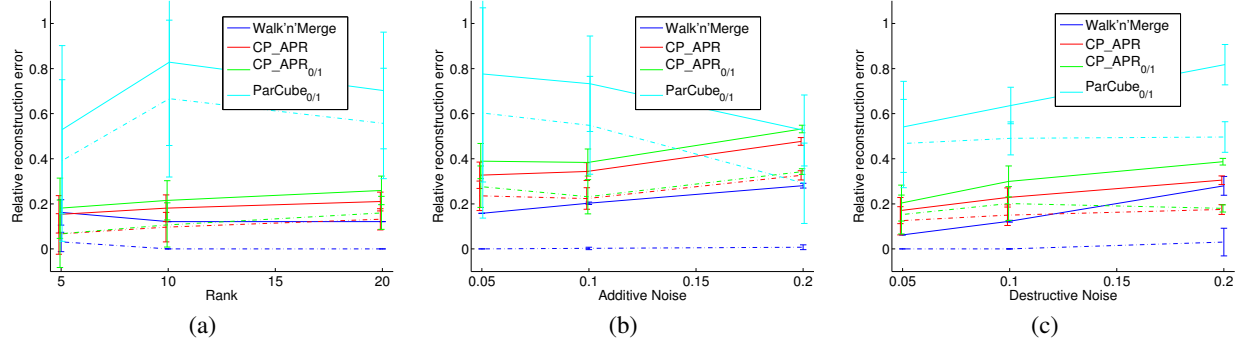 Relative reconstruction error
1
0.8
0.6
0.4
0.2
0
5
10
15
20
Rank
Walk'n'Merge
CP_APR
CP_APR0/1
ParCube0/1
(a)
Relative reconstruction error
1
0.8
0.6
0.4
0.2
0
0.05
0.1
0.15
0.2
Additive Noise
Walk'n'Merge
CP_APR
CP_APR0/1
ParCube0/1
(b)
Relative reconstruction error
1
0.8
0.6
0.4
0.2
0
0.05
0.1
0.15
0.2
Destructive Noise
Walk'n'Merge
CP_APR
CP_APR0/1
ParCube0/1
(c)